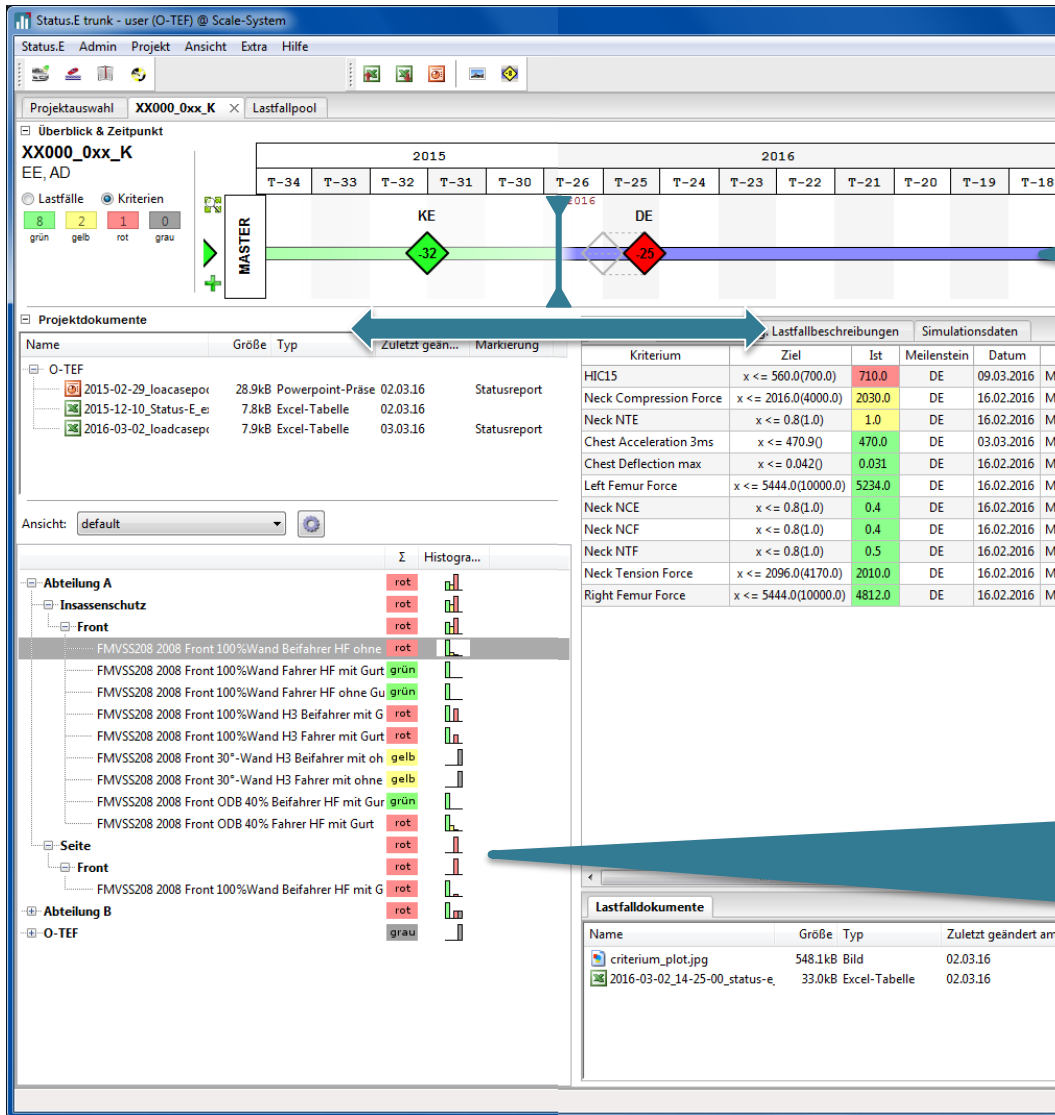 Status.E trunk - user (O-TEF) @ Scale-System
Status.E Admin Projekt Ansicht Extra Hilfe
Projektauswahl XX000_0xx_K Lastfallpool
Überblick & Zeitpunkt
XX000_0xx_K
EE, AD
Lastfälle Kriterien
8 2 1 0
grün gelb rot grau
MASTER
2015 2016
T-34 T-33 T-32 T-31 T-30 T-26 T-25 T-24 T-23 T-22 T-21 T-20 T-19 T-18
2016
KE DE
-32 -25
Projektdokumente
Name Größe Typ Zuletzt geän... Markierung
O-TEF
2015-02-29_loacasepoc 28.9kB Powerpoint-Präse 02.03.16 Statusreport
2015-12-10_Status-E_e 7.8kB Excel-Tabelle 02.03.16
2016-03-02_loadcasep 7.9kB Excel-Tabelle 03.03.16 Statusreport
Ansicht: default
Σ Histogra...
Abteilung A rot
Insassenschutz rot
Front rot
FMVSS208 2008 Front 100%Wand Beifahrer HF ohne rot
FMVSS208 2008 Front 100%Wand Fahrer HF mit Gurt grün
FMVSS208 2008 Front 100%Wand Fahrer HF ohne Gu grün
FMVSS208 2008 Front 100%Wand H3 Beifahrer mit G rot
FMVSS208 2008 Front 100%Wand H3 Fahrer mit Gurt rot
FMVSS208 2008 Front 30°-Wand H3 Beifahrer mit oh gelb
FMVSS208 2008 Front 30°-Wand H3 Fahrer mit ohne gelb
FMVSS208 2008 Front ODB 40% Beifahrer HF mit Gur grün
FMVSS208 2008 Front ODB 40% Fahrer HF mit Gurt rot
Seite rot
Front rot
FMVSS208 2008 Front 100%Wand Beifahrer HF mit G rot
Abteilung B rot
O-TEF grau
Lastfallbeschreibungen Simulationsdaten
Kriterium Ziel Ist Meilenstein Datum
HIC15 x <= 560.0(700.0) 710.0 DE 09.03.2016 M
Neck Compression Force x <= 2016.0(4000.0) 2030.0 DE 16.02.2016 M
Neck NTE x <= 0.8(1.0) 1.0 DE 16.02.2016 M
Chest Acceleration 3ms x <= 470.9() 470.0 DE 03.03.2016 M
Chest Deflection max x <= 0.042() 0.031 DE 16.02.2016 M
Left Femur Force x <= 5444.0(10000.0) 5234.0 DE 16.02.2016 M
Neck NCE x <= 0.8(1.0) 0.4 DE 16.02.2016 M
Neck NCF x <= 0.8(1.0) 0.4 DE 16.02.2016 M
Neck NTF x <= 0.8(1.0) 0.5 DE 16.02.2016 M
Neck Tension Force x <= 2096.0(4170.0) 2010.0 DE 16.02.2016 M
Right Femur Force x <= 5444.0(10000.0) 4812.0 DE 16.02.2016 M
Lastfalldokumente
Name Größe Typ Zuletzt geändert am
criterium_plot.jpg 548.1kB Bild 02.03.16
2016-03-02_14-25-00_status-e_ 33.0kB Excel-Tabelle 02.03.16